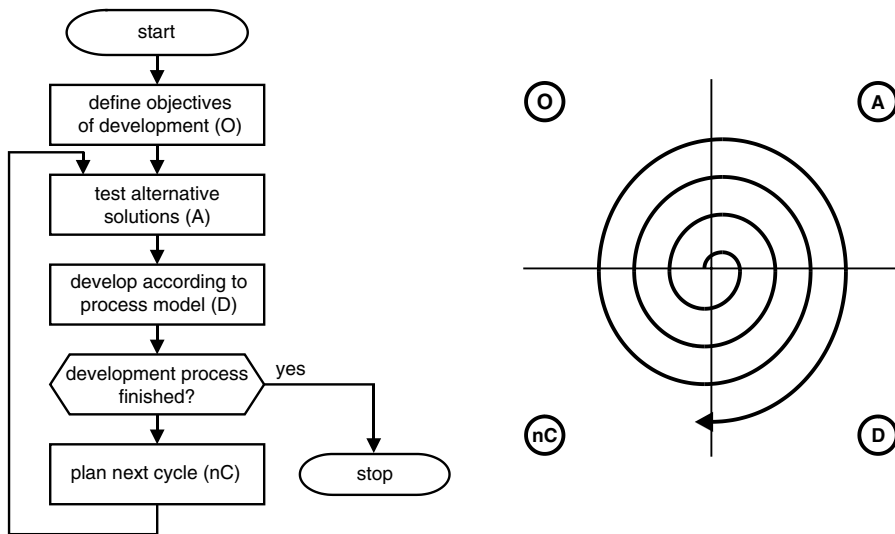 start
define objectives
of development (O)
test alternative
solutions (A)
develop according to
process model (D)
development process
finished?
yes
plan next cycle (nC)
stop
O
A
nC
D